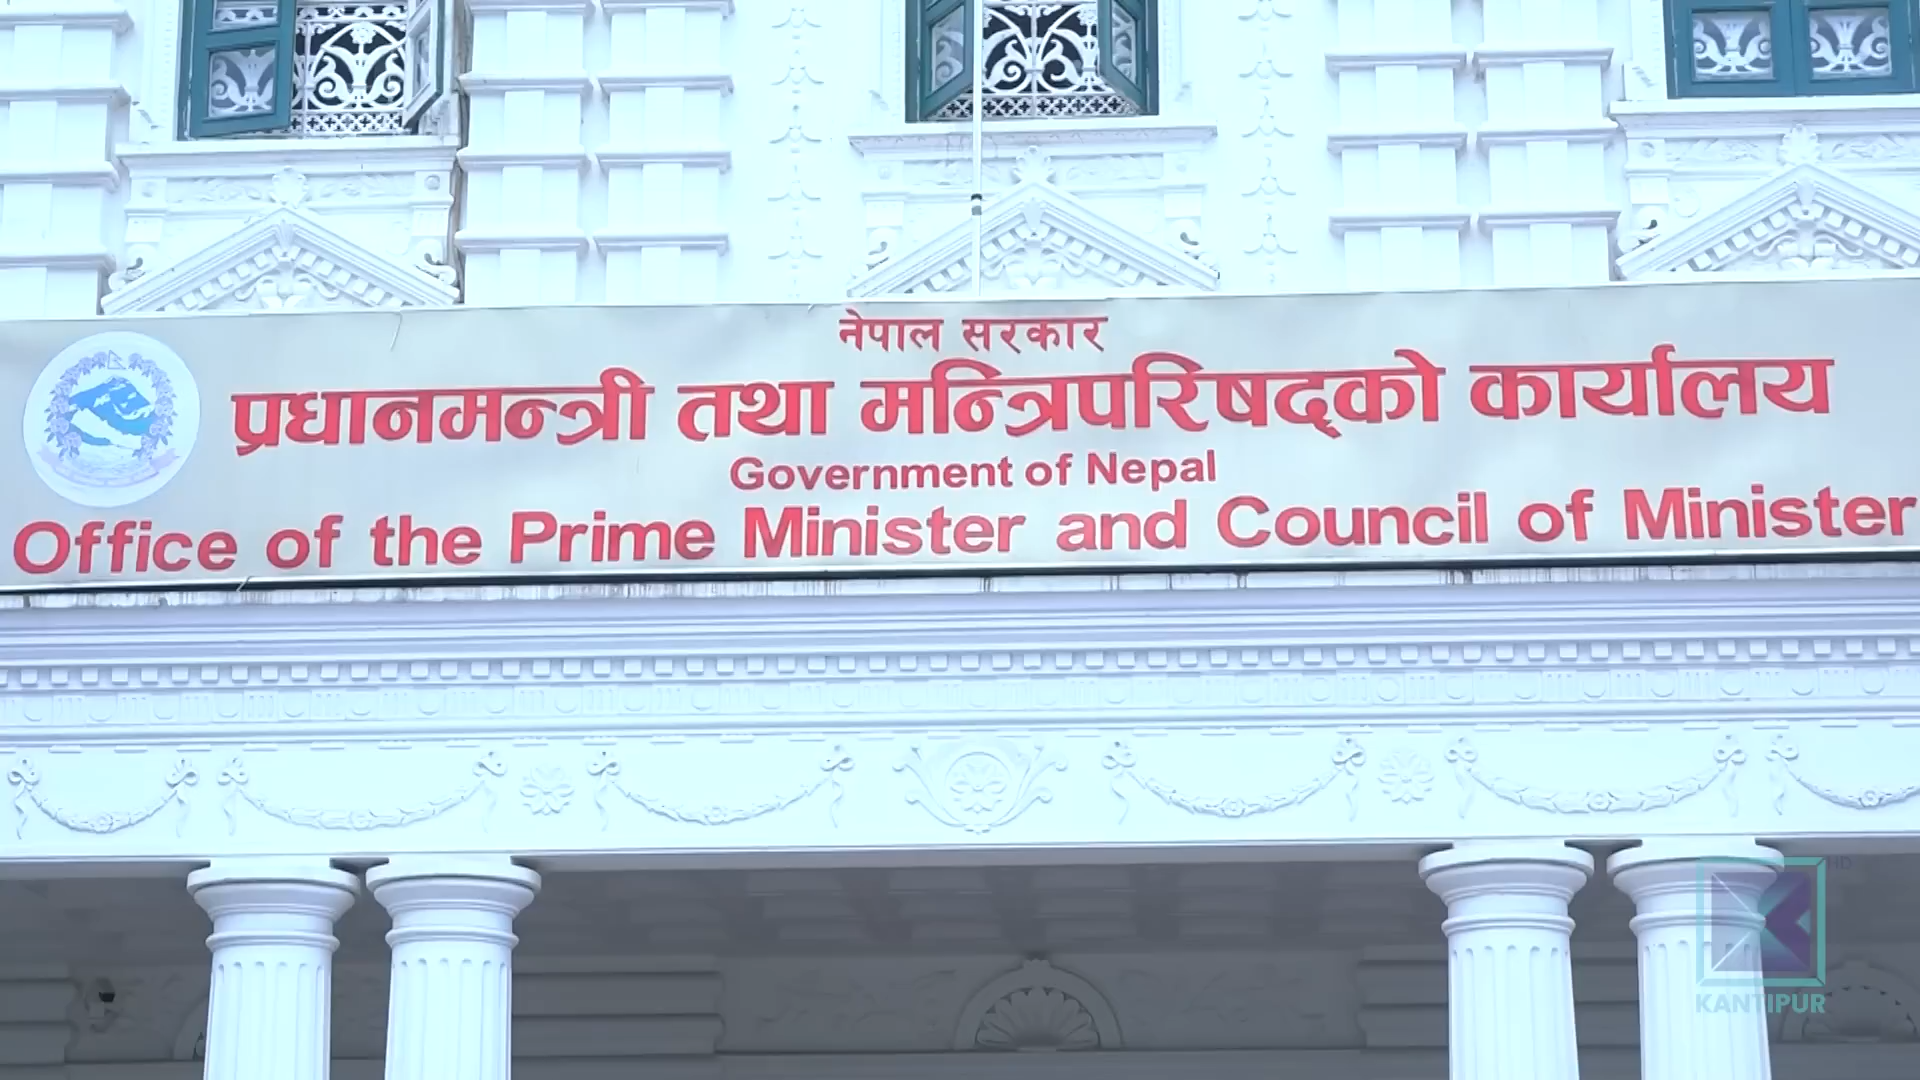 नेपाल सरकार
प्रधानमन्त्री तथा मन्त्रिपरिषद्को कार्यालय
Government of Nepal
Office of the Prime Minister and Council of Minister
HD
KANTIPUR